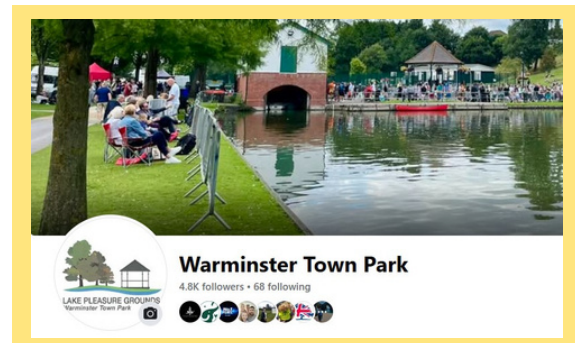 LAKE PLEASURE GROUNDS
Warminster Town Park
Warminster Town Park
4.8K followers • 68 following